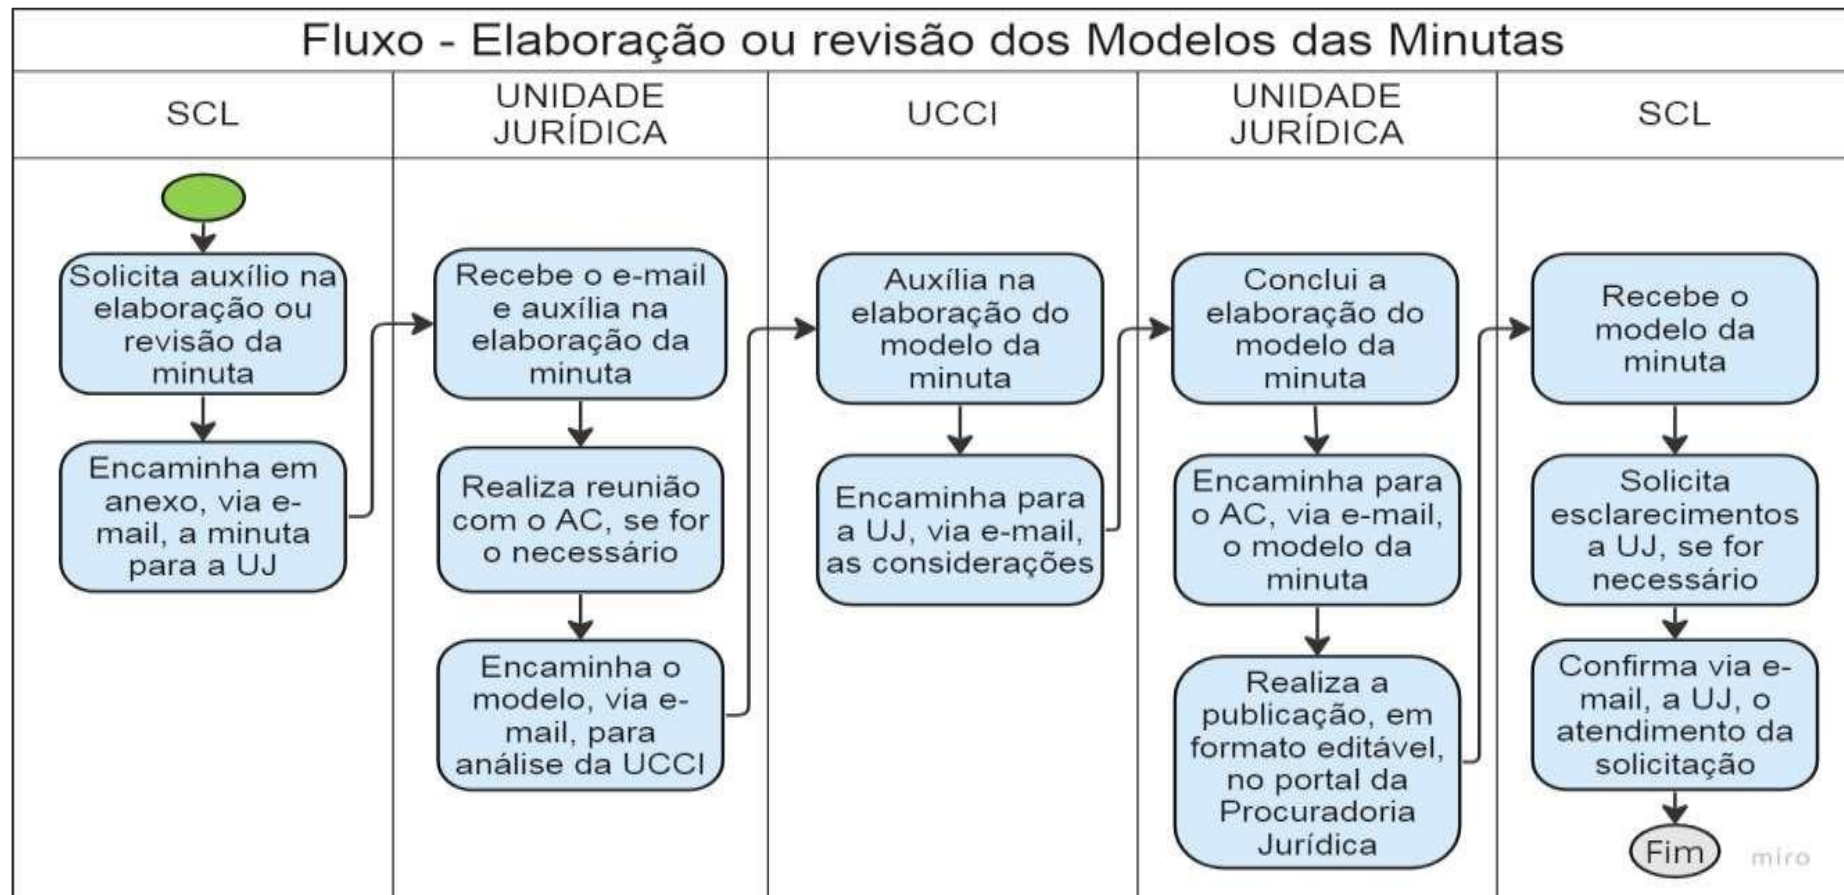 Fluxo - Elaboração ou revisão dos Modelos das Minutas
SCL
UNIDADE
JURÍDICA
UCCI
UNIDADE
JURÍDICA
SCL
Solicita auxílio na
elaboração ou
revisão da
minuta
Encaminha em
anexo, via e-
mail, a minuta
para a UJ
Recebe o e-mail
e auxília na
elaboração da
minuta
Realiza reunião
com o AC, se for
o necessário
Encaminha o
modelo, via e-
mail, para
análise da UCCI
Auxília na
elaboração do
modelo da
minuta
Encaminha para
a UJ, via e-mail,
as considerações
Conclui a
elaboração do
modelo da
minuta
Encaminha para
o AC, via e-mail,
o modelo da
minuta
Realiza a
publicação, em
formato editável,
no portal da
Procuradoria
Jurídica
Recebe o
modelo da
minuta
Solicita
esclarecimentos
a UJ, se for
necessário
Confirma via e-
mail, a UJ, o
atendimento da
solicitação
Fim
miro